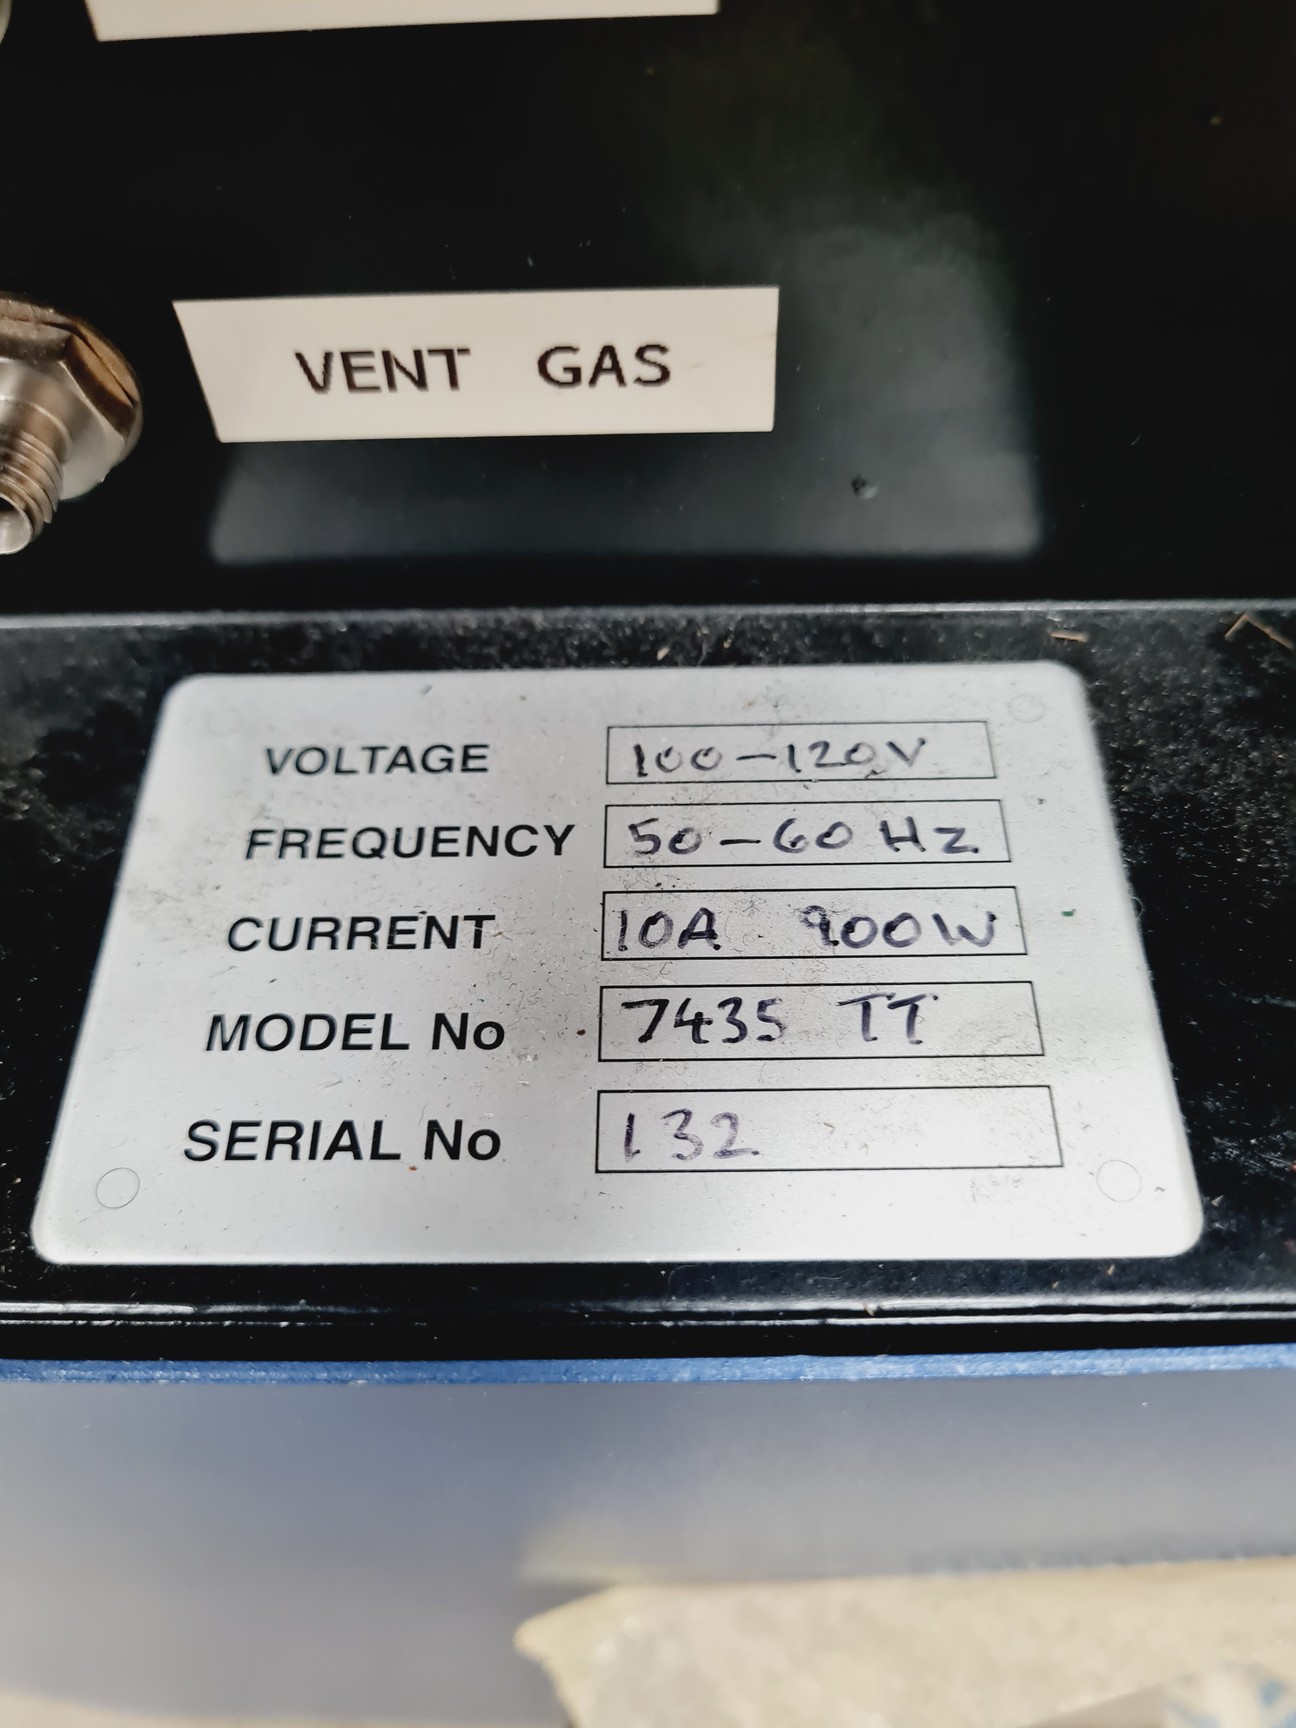 VENT GAS
VOLTAGE 100-120V
FREQUENCY 50-60 Hz
CURRENT 10A 900W
MODEL No 7435 TT
SERIAL No 132